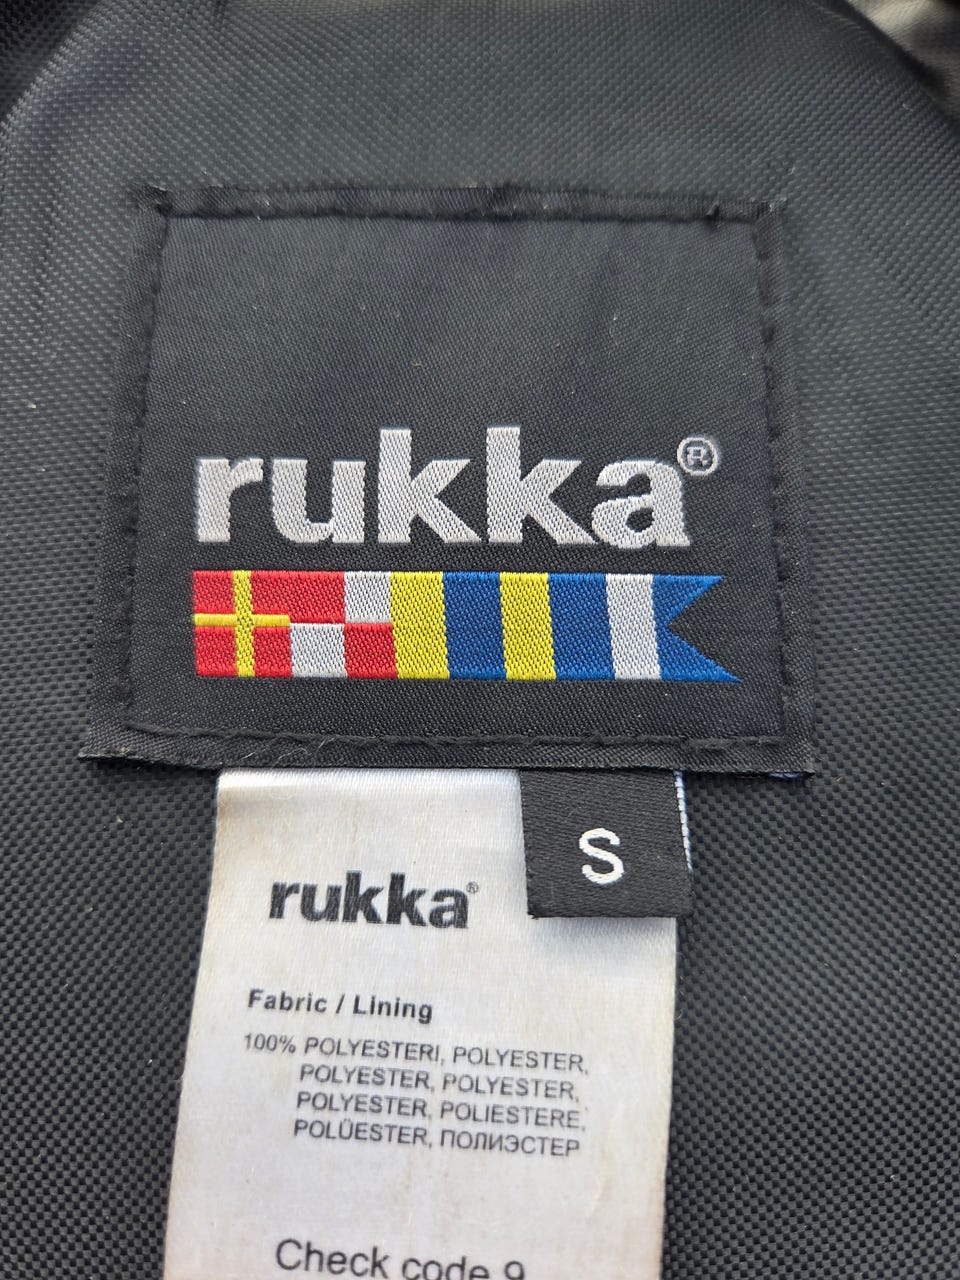 rukka®
S
rukka®
Fabric / Lining
100% POLYESTERI, POLYESTER,
POLYESTER, POLYESTER,
POLYESTER, POLIESTERE,
POLÜESTER, ПОЛИЭСТЕР
Check code 9